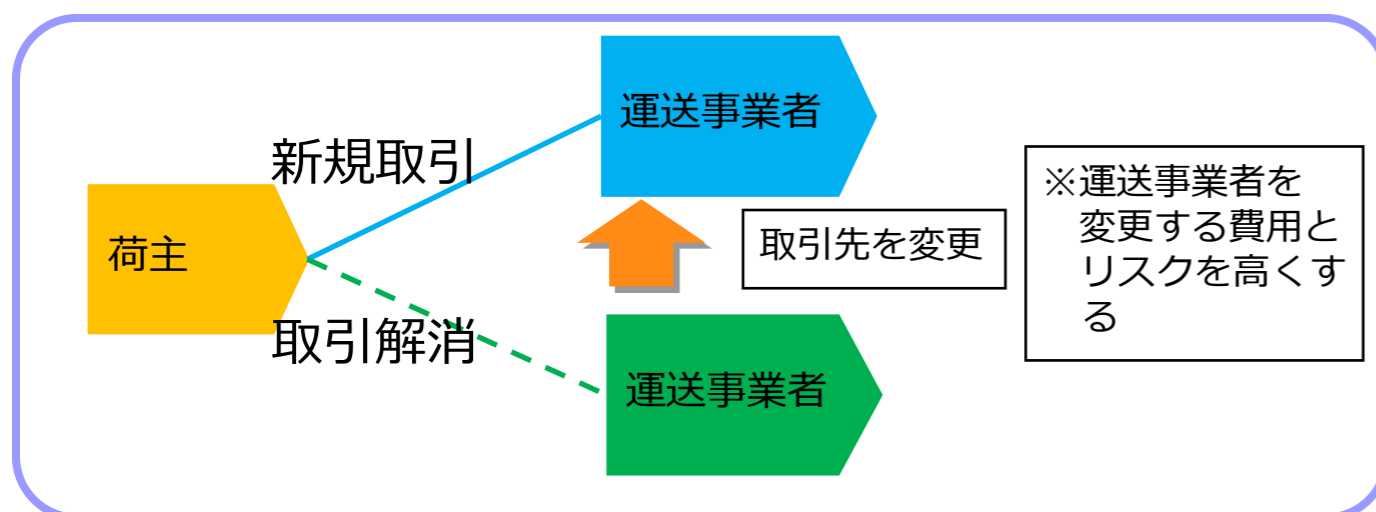 運送事業者
新規取引
荷主
取引先を変更
※運送事業者を
変更する費用と
リスクを高くす
る
取引解消
運送事業者